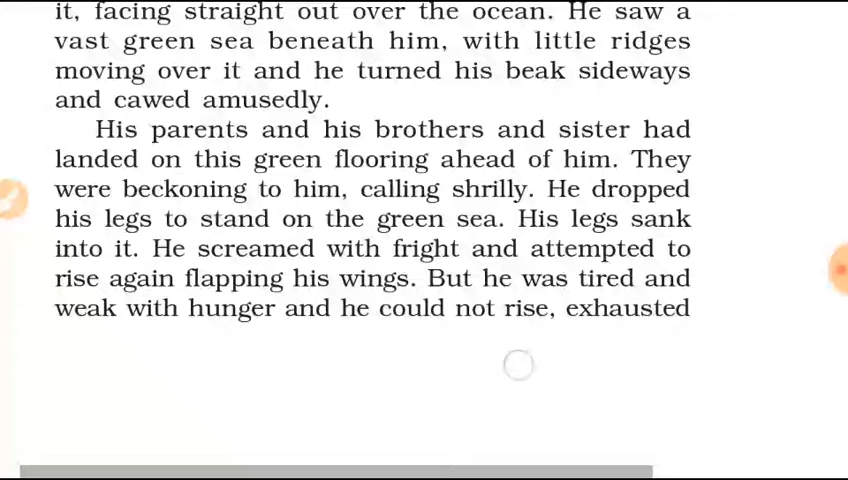 it, facing straight out over the ocean. He saw a
vast green sea beneath him, with little ridges
moving over it and he turned his beak sideways
and cawed amusedly.
His parents and his brothers and sister had
landed on this green flooring ahead of him. They
were beckoning to him, calling shrilly. He dropped
his legs to stand on the green sea. His legs sank
into it. He screamed with fright and attempted to
rise again flapping his wings. But he was tired and
weak with hunger and he could not rise, exhausted